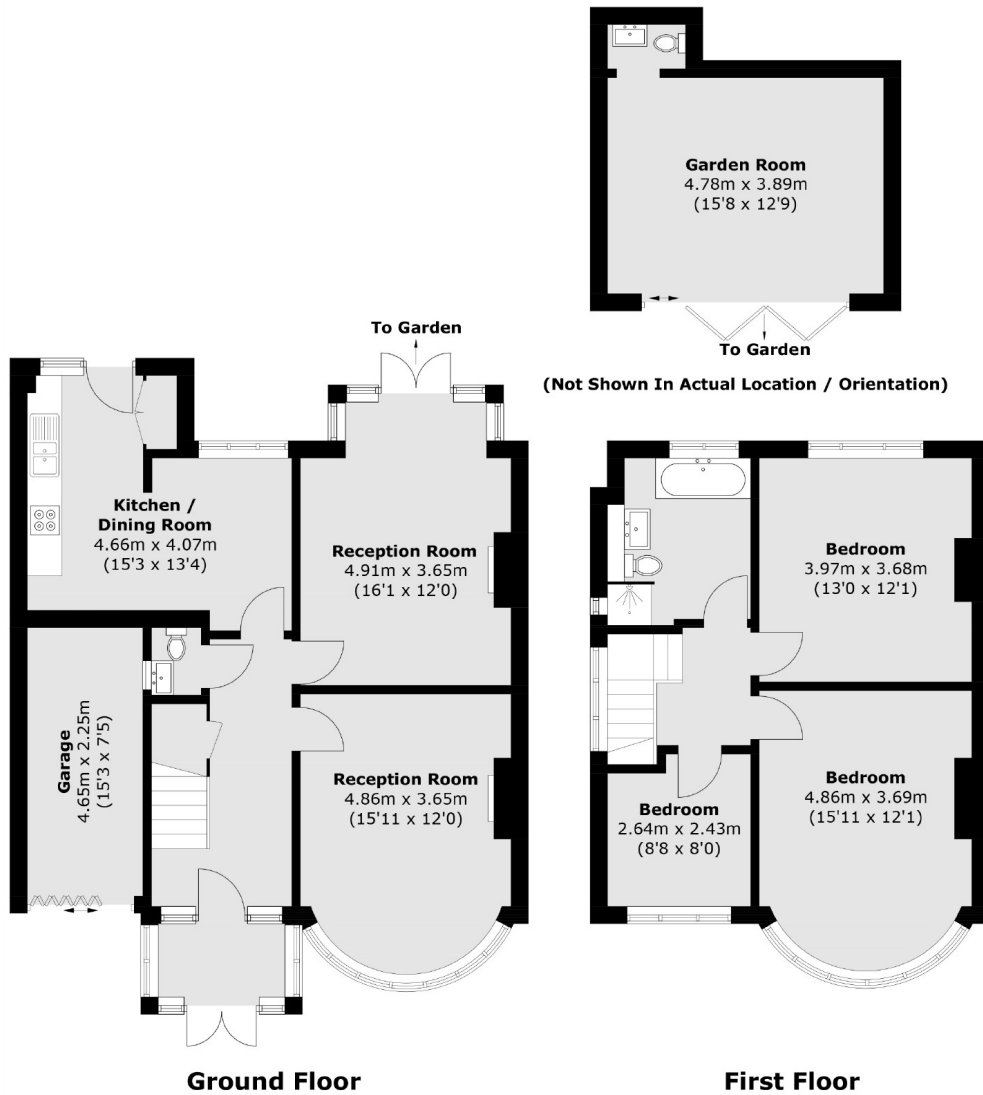 Garden Room
4.78m x 3.89m
(15'8 x 12'9)
To Garden
(Not Shown In Actual Location / Orientation)
To Garden
Kitchen /
Dining Room
4.66m x 4.07m
(15'3 x 13'4)
Reception Room
4.91m x 3.65m
(16'1 x 12'0)
Garage
4.65m x 2.25m
(15'3 x 7'5)
Reception Room
4.86m x 3.65m
(15'11 x 12'0)
Ground Floor
Bedroom
3.97m x 3.68m
(13'0 x 12'1)
Bedroom
2.64m x 2.43m
(8'8 x 8'0)
Bedroom
4.86m x 3.69m
(15'11 x 12'1)
First Floor